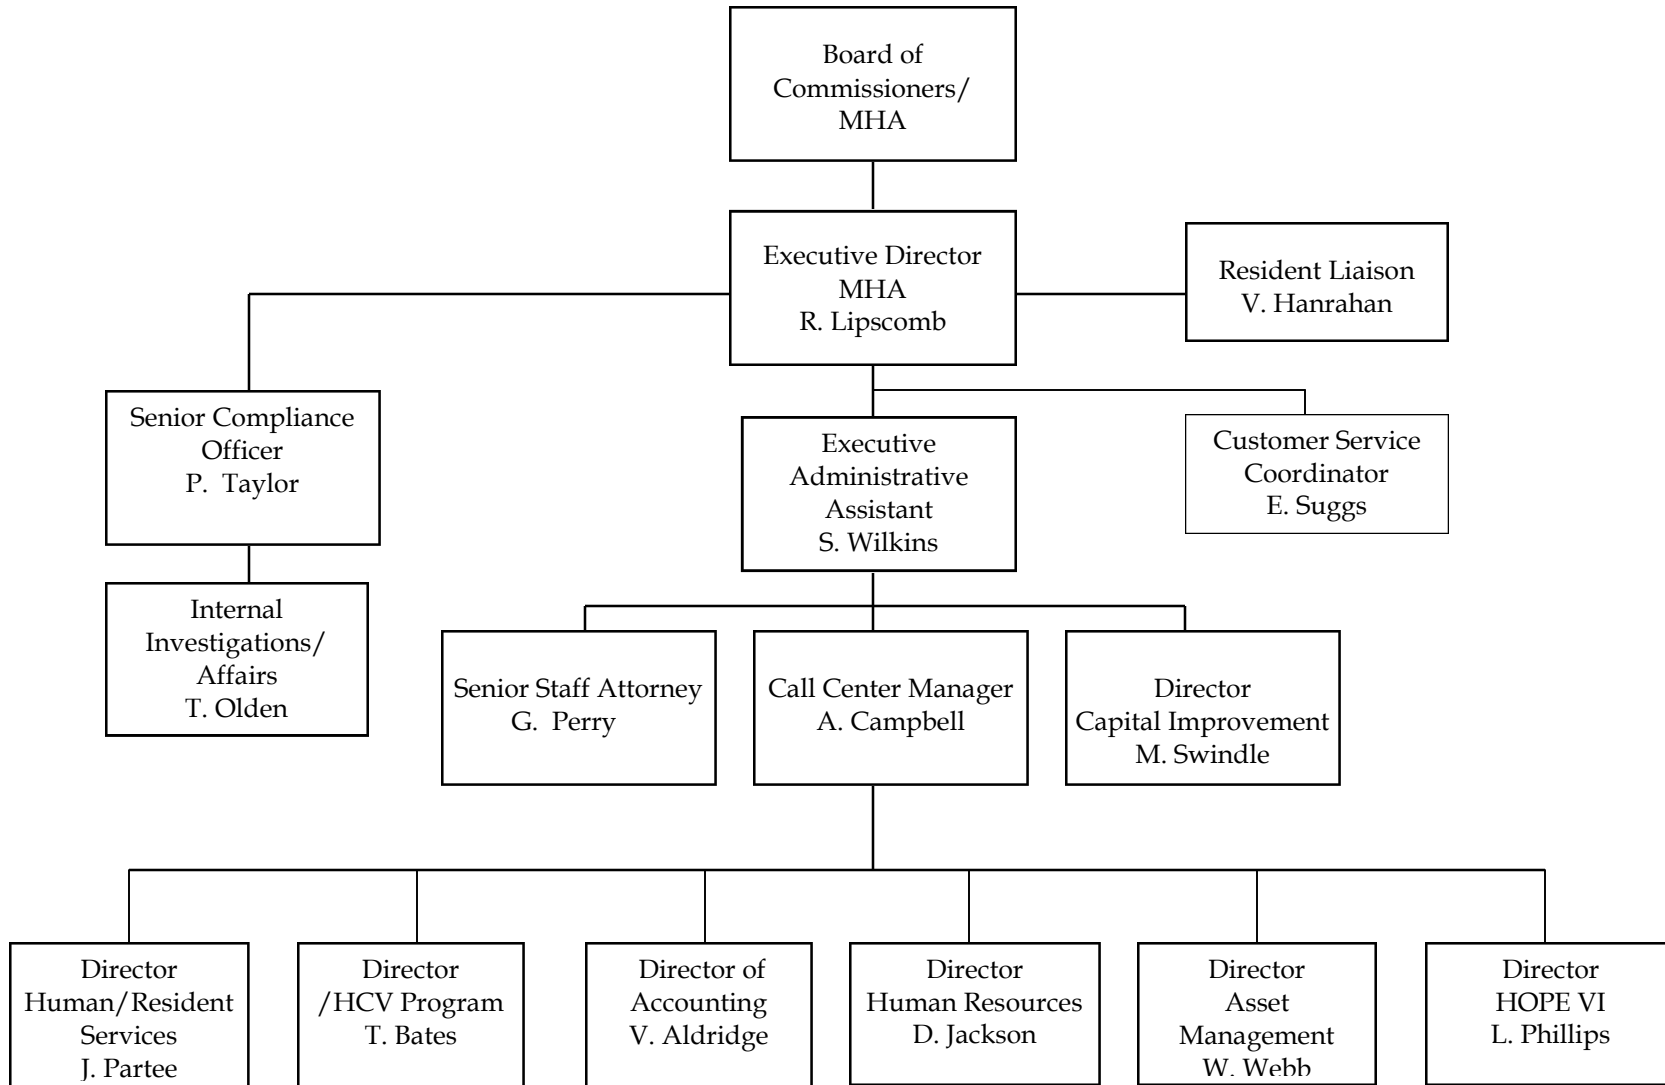 Board of
Commissioners/
MHA
Executive Director
MHA
R. Lipscomb
Resident Liaison
V. Hanrahan
Senior Compliance
Officer
P.  Taylor
Executive
Administrative
Assistant
S. Wilkins
Customer Service
Coordinator
E. Suggs
Internal
Investigations/
Affairs
T. Olden
Senior Staff Attorney
G.  Perry
Call Center Manager
A. Campbell
Director
Capital Improvement
M. Swindle
Director
Human/Resident
Services
J. Partee
Director
/HCV Program
T. Bates
Director of
Accounting
V. Aldridge
Director
Human Resources
D. Jackson
Director
Asset
Management
W. Webb
Director
HOPE VI
L. Phillips